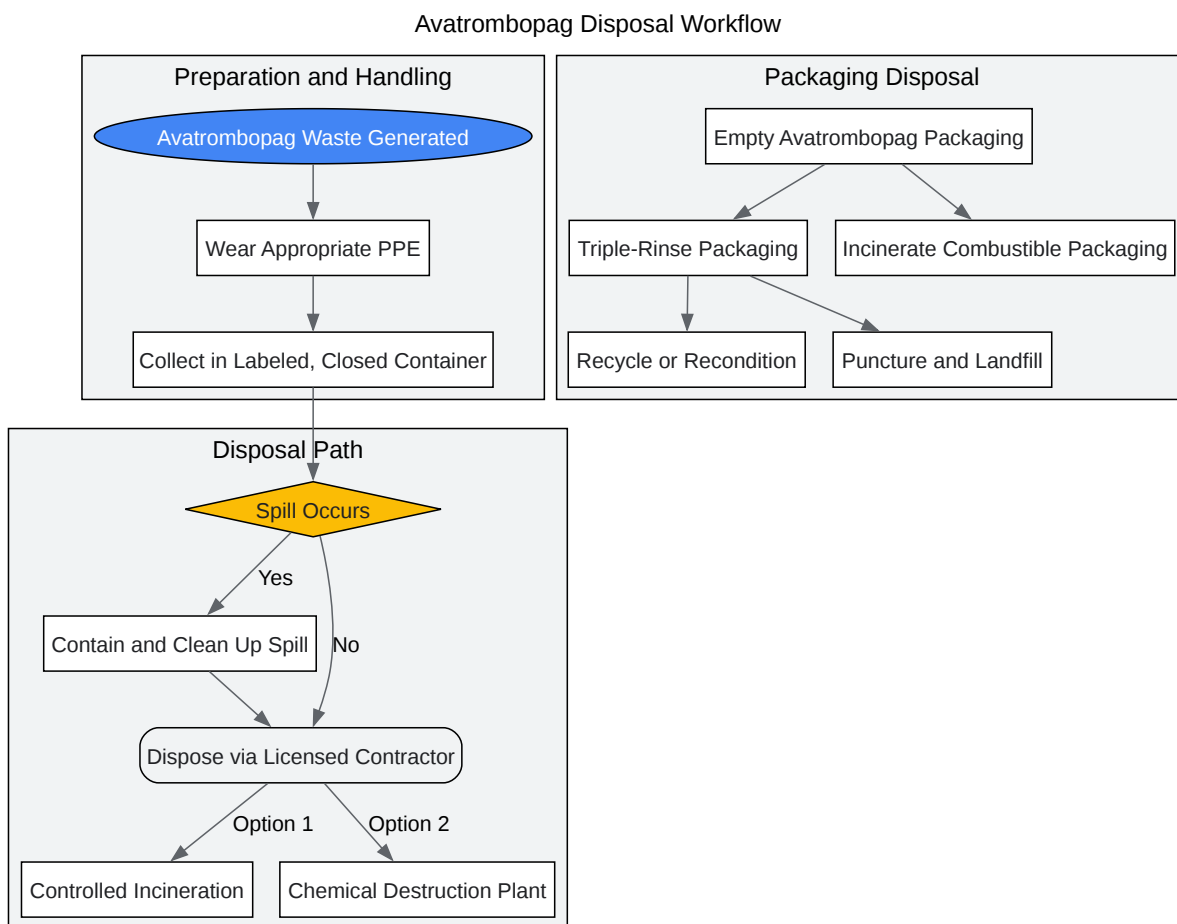 Avatrombopag Disposal Workflow
Preparation and Handling
Avatrombopag Waste Generated
Wear Appropriate PPE
Collect in Labeled, Closed Container
Packaging Disposal
Empty Avatrombopag Packaging
Triple-Rinse Packaging
Incinerate Combustible Packaging
Recycle or Recondition
Puncture and Landfill
Disposal Path
Spill Occurs
Yes
No
Contain and Clean Up Spill
Dispose via Licensed Contractor
Option 1
Option 2
Controlled Incineration
Chemical Destruction Plant